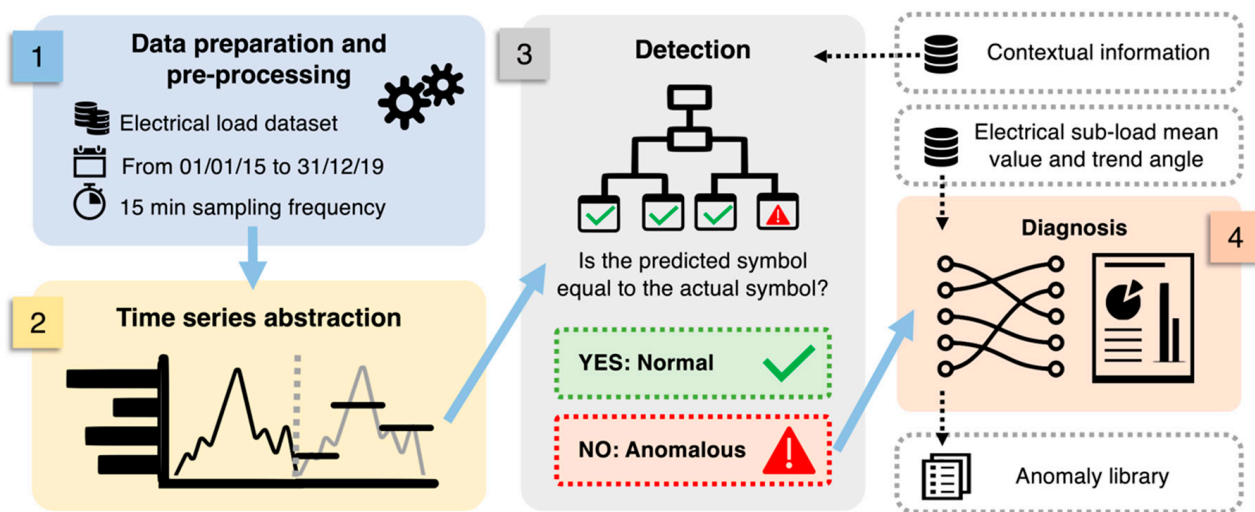 1
Data preparation and
pre-processing
Electrical load dataset
From 01/01/15 to 31/12/19
15 min sampling frequency
2
Time series abstraction
3
Detection
Is the predicted symbol
equal to the actual symbol?
YES: Normal
NO: Anomalous
Contextual information
Electrical sub-load mean
value and trend angle
Diagnosis
4
Anomaly library